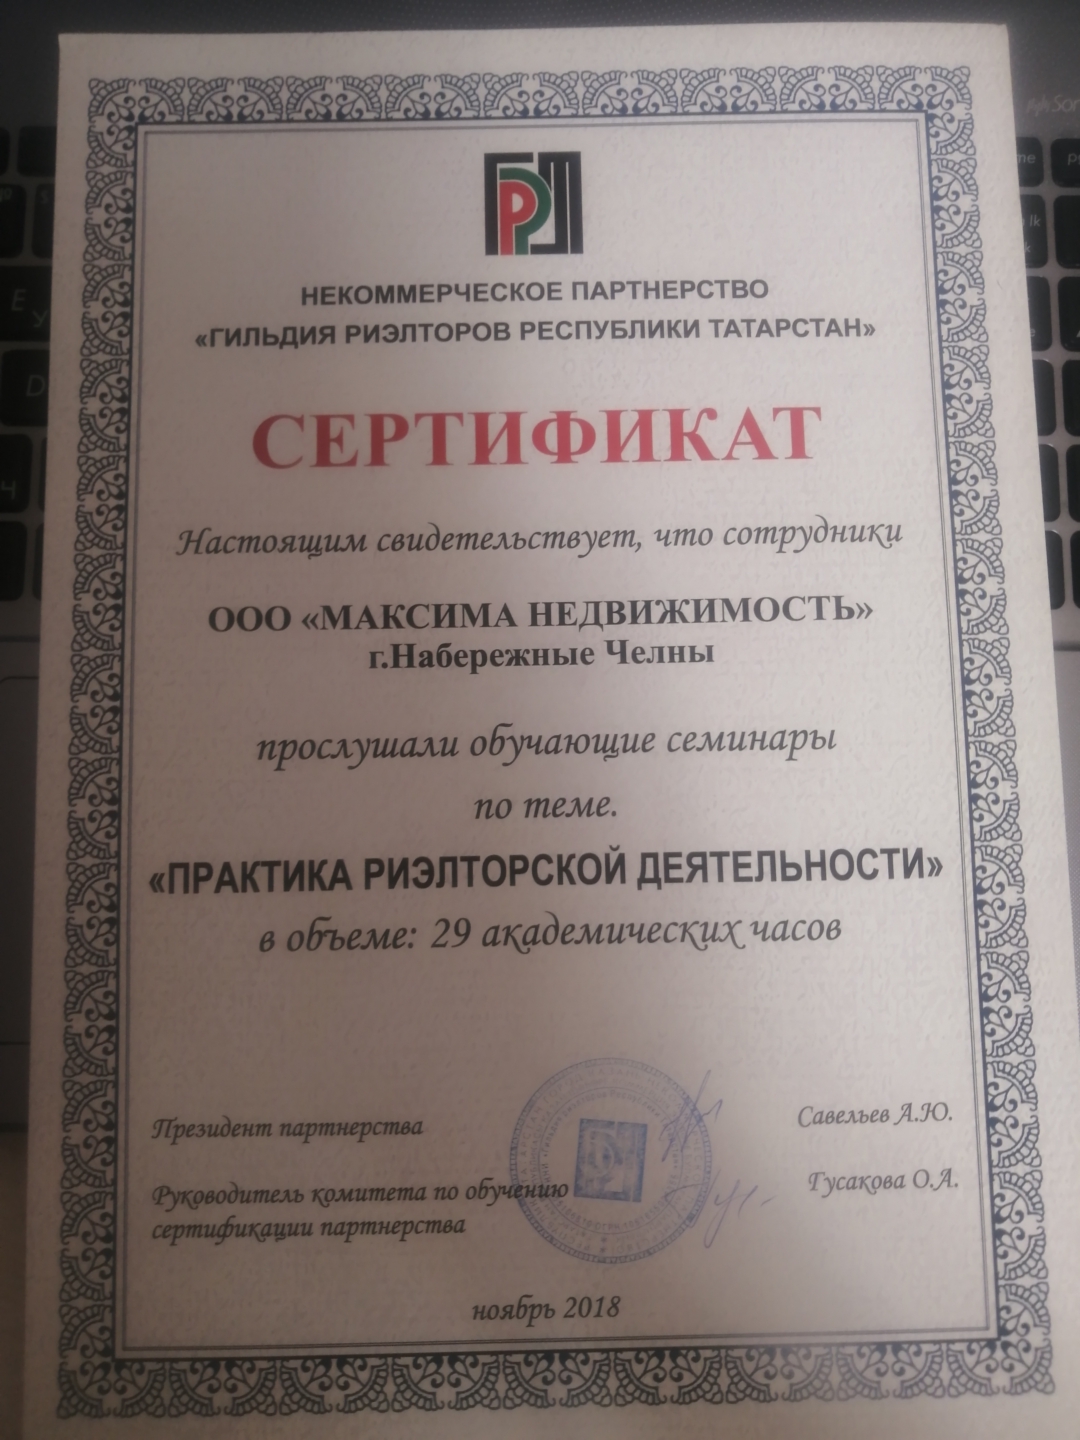 НЕКОММЕРЧЕСКОЕ ПАРТНЕРСТВО
«ГИЛЬДИЯ РИЭЛТОРОВ РЕСПУБЛИКИ ТАТАРСТАН»
СЕРТИФИКАТ
Настоящим свидетельствует, что сотрудники
ООО «МАКСИМА НЕДВИЖИМОСТЬ»
г.Набережные Челны
прослушали обучающие семинары
по теме.
«ПРАКТИКА РИЭЛТОРСКОЙ ДЕЯТЕЛЬНОСТИ»
в объеме: 29 академических часов
Президент партнерства
Савельев А.Ю.
Руководитель комитета по обучению
сертификации партнерства
Гусакова О.А.
ноябрь 2018